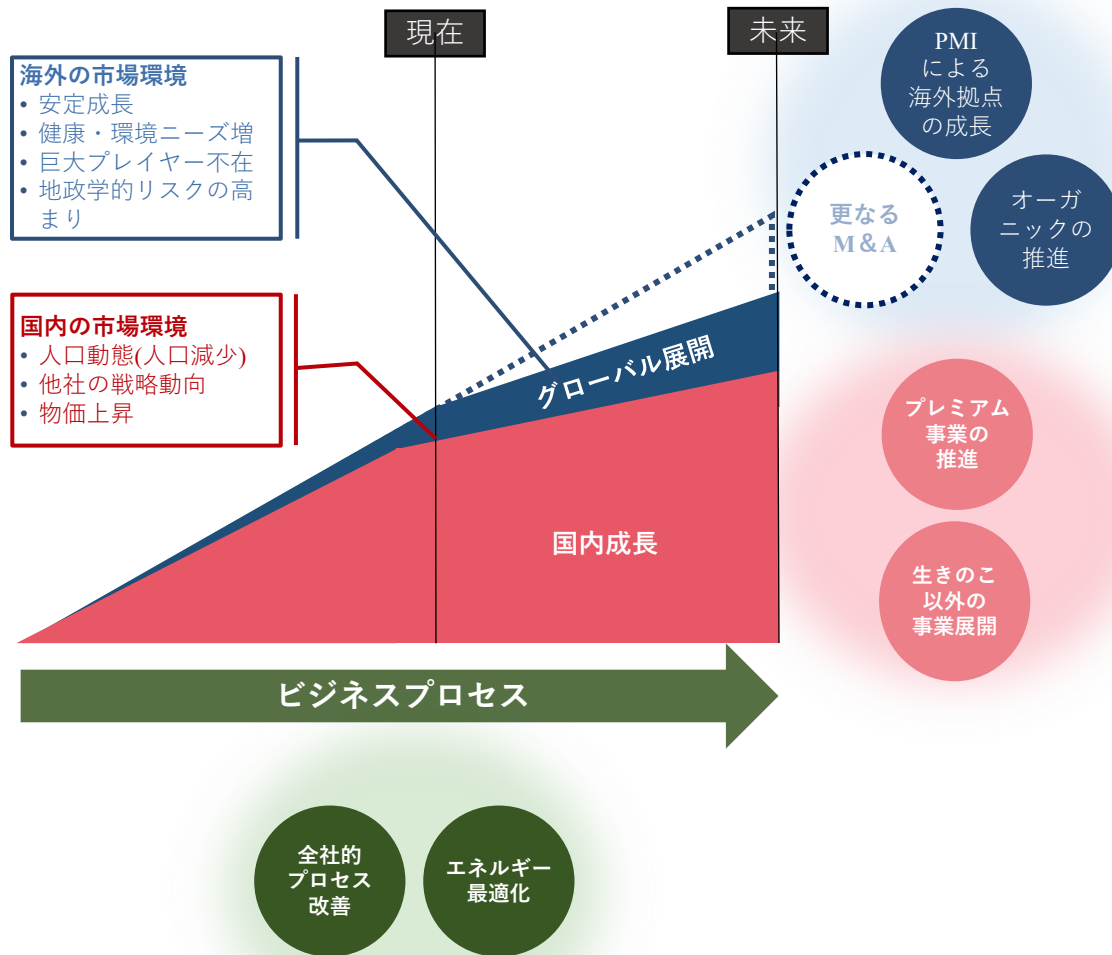 現在
未来
海外の市場環境
• 安定成長
• 健康・環境ニーズ増
• 巨大プレイヤー不在
• 地政学的リスクの高
まり
国内の市場環境
• 人口動態(人口減少)
• 他社の戦略動向
• 物価上昇
PMI
による
海外拠点
の成長
更なる
M&A
オーガ
ニックの
推進
グローバル展開
国内成長
プレミアム
事業の
推進
生きのこ
以外の
事業展開
ビジネスプロセス
全社的
プロセス
改善
エネルギー
最適化